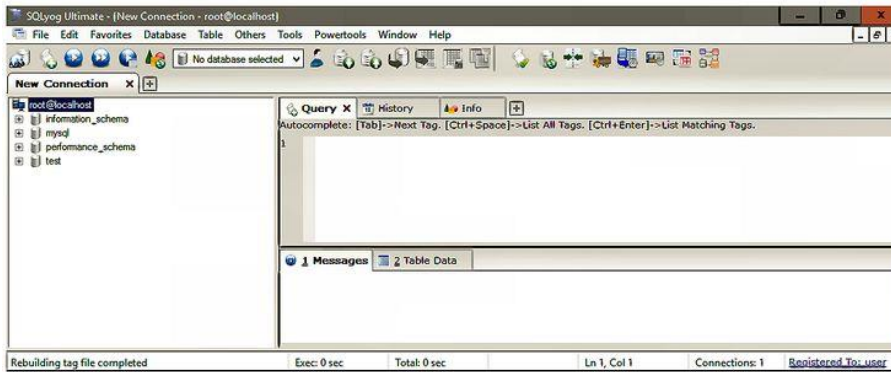 SQLyog Ultimate - (New Connection - root@localhost)
File Edit Favorites Database Table Others Tools Powertools Window Help
No database selected
New Connection X
root@localhost
information_schema
mysql
performance_schema
test
Query X History Info
Autocomplete: [Tab]->Next Tag. [Ctrl+Space]->List All Tags. [Ctrl+Enter]->List Matching Tags.
1
1 Messages 2 Table Data
Rebuilding tag file completed Exec: 0 sec Total: 0 sec Ln 1, Col 1 Connections: 1 Registered To: user